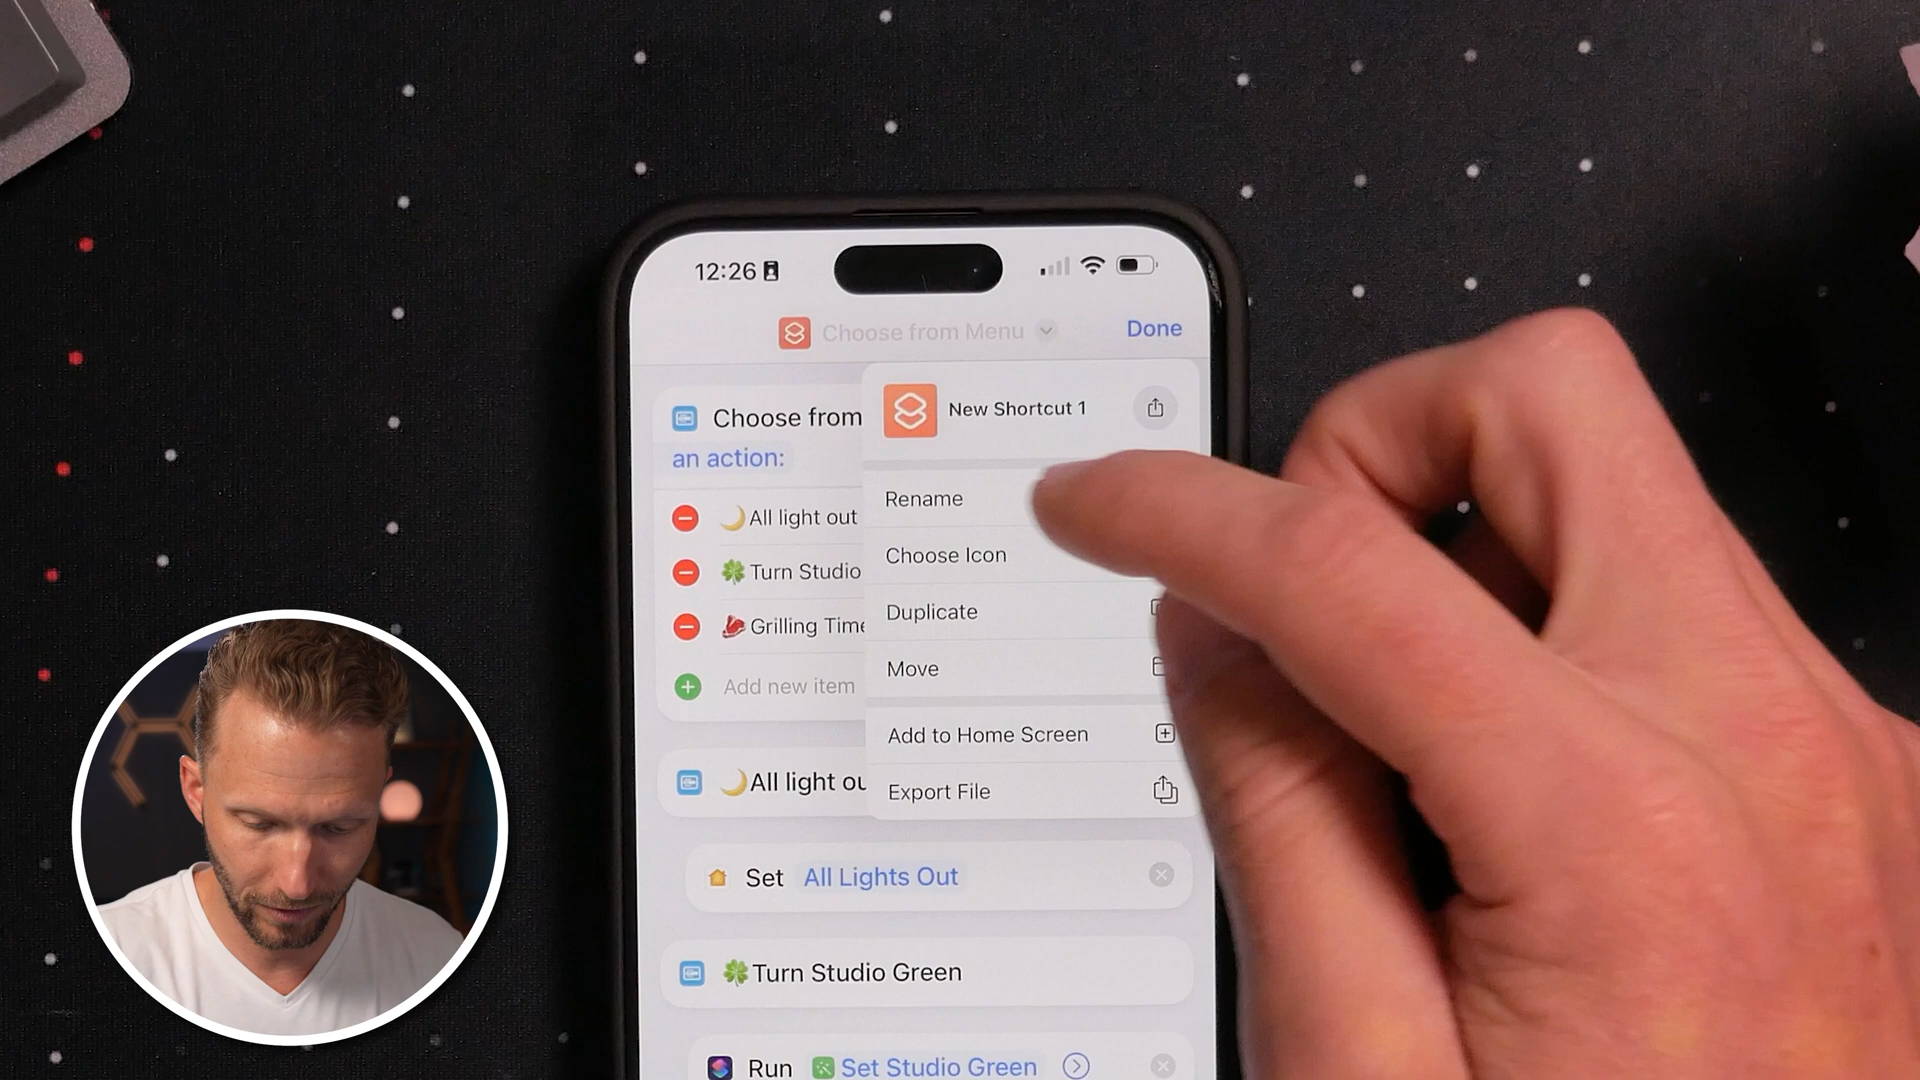 12:26
Choose from Menu
Done
Choose from
an action:
New Shortcut 1
Rename
Choose Icon
Duplicate
Move
Add to Home Screen
Export File
🌙All light out
🍀Turn Studio
🥩Grilling Time
Add new item
🌙All light ou
Set All Lights Out
🍀Turn Studio Green
Run Set Studio Green